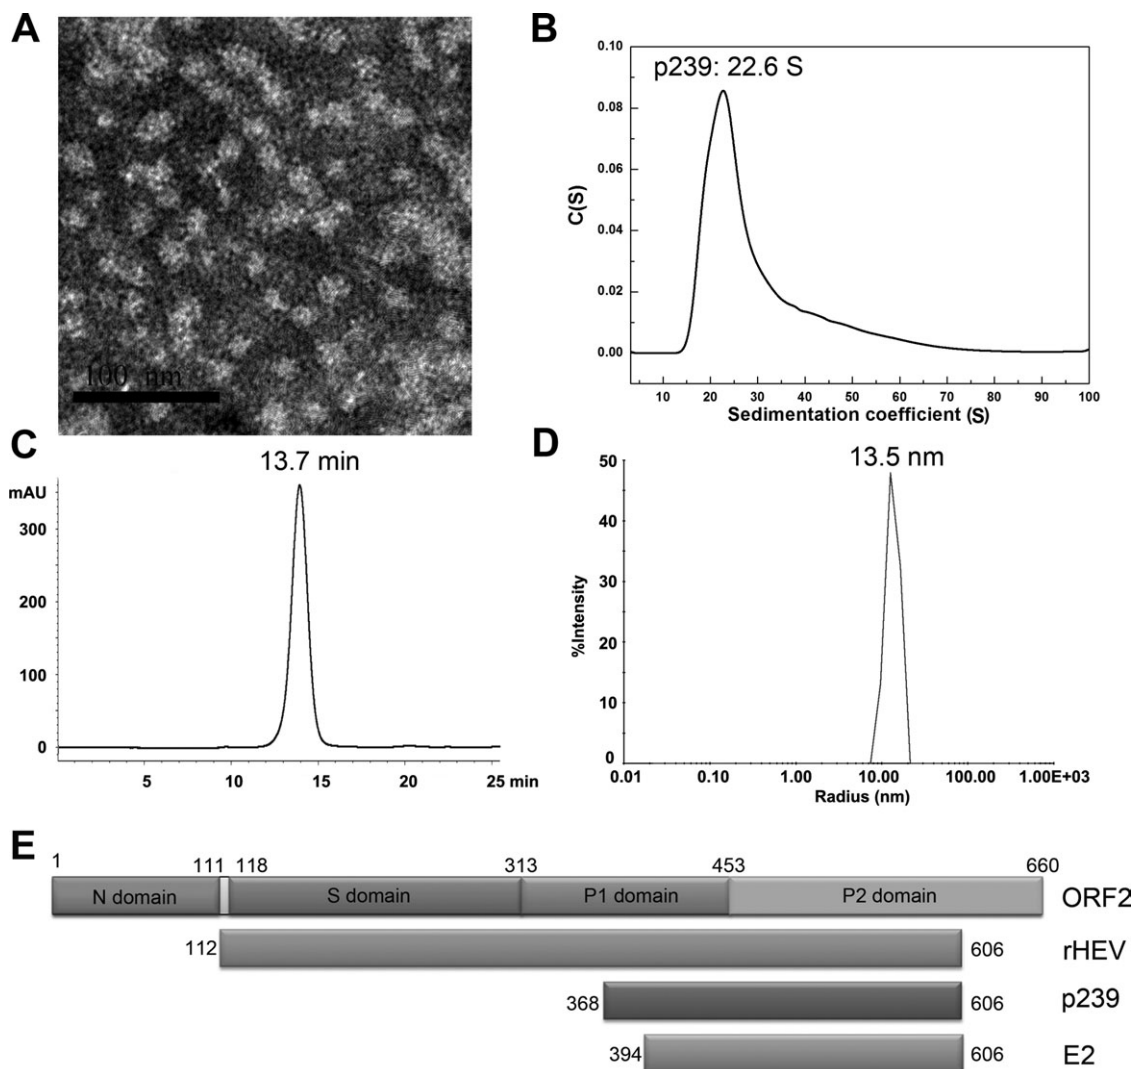 A
100 nm
B
p239: 22.6 S
0.10
0.08
0.06
0.04
0.02
0.00
C(S)
10 20 30 40 50 60 70 80 90 100
Sedimentation coefficient (S)
C
13.7 min
mAU
300
200
100
0
5 10 15 20 25 min
D
13.5 nm
50
40
30
20
10
0
%Intensity
0.01 0.10 1.00 10.00 100.00 1.00E+03
Radius (nm)
E
1 111 118 313 453 660
N domain S domain P1 domain P2 domain ORF2
112 606 rHEV
368 606 p239
394 606 E2